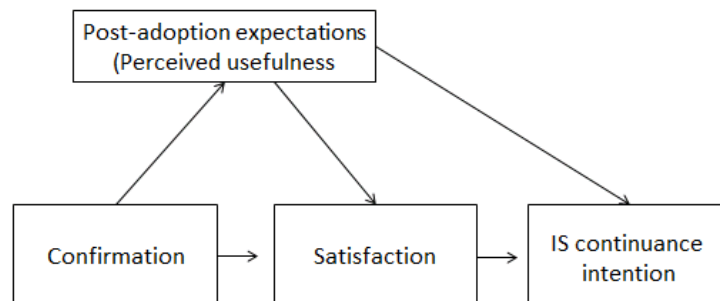 Post-adoption expectations
(Perceived usefulness
Confirmation
Satisfaction
IS continuance
intention